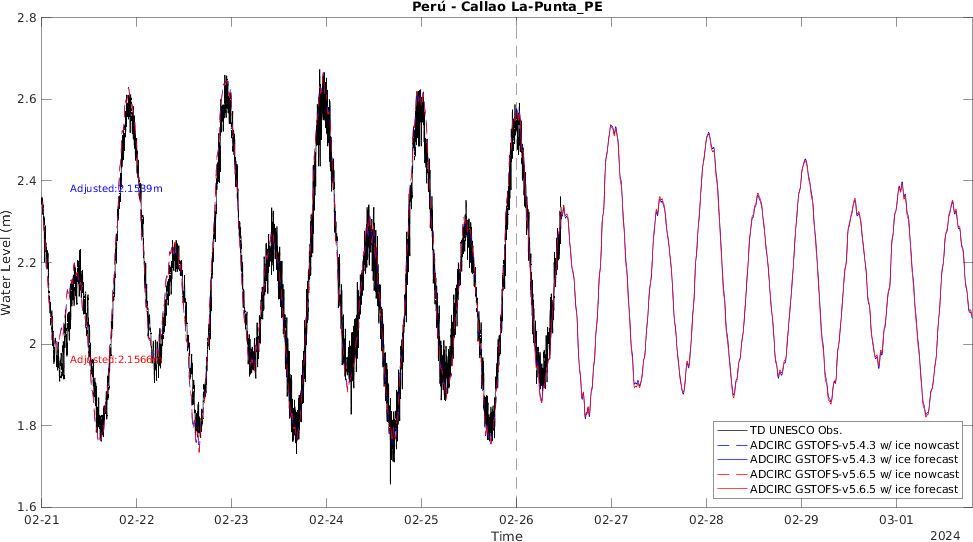 Perú - Callao La-Punta_PE
2.8
2.6
2.4
2.2
2
1.8
1.6
Water Level (m)
Adjusted:2.1599m
Adjusted:2.1566m
TD UNESCO Obs.
ADCIRC GSTOFS-v5.4.3 w/ ice nowcast
ADCIRC GSTOFS-v5.4.3 w/ ice forecast
ADCIRC GSTOFS-v5.6.5 w/ ice nowcast
ADCIRC GSTOFS-v5.6.5 w/ ice forecast
02-21 02-22 02-23 02-24 02-25 02-26 02-27 02-28 02-29 03-01
Time
2024